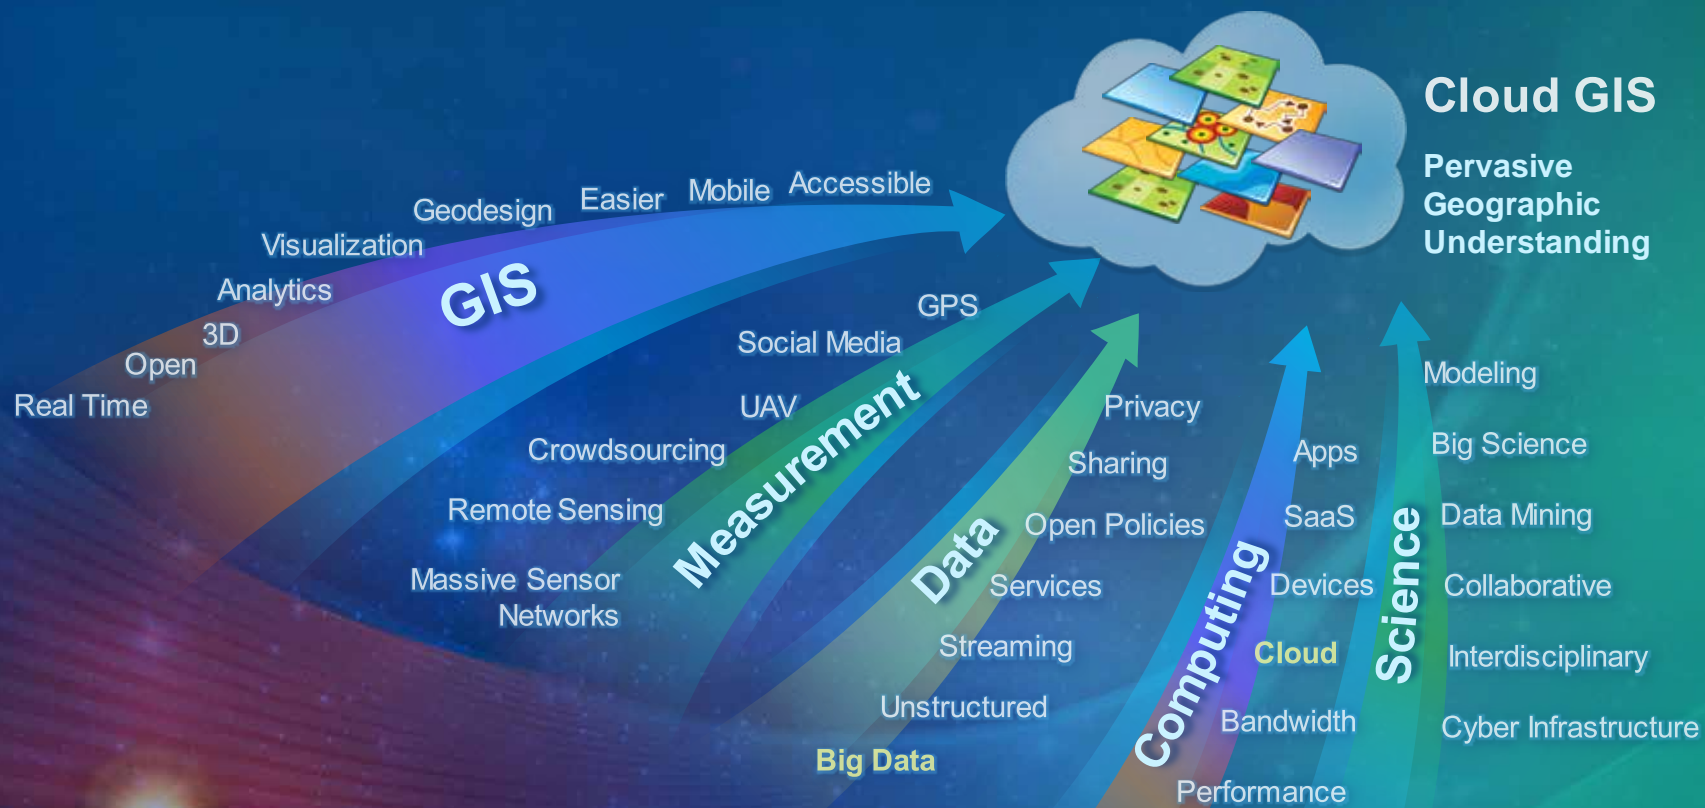 Cloud GIS
Pervasive
Geographic
Understanding
Accessible
Mobile
Easier
Geodesign
Visualization
Analytics
3D
Open
Real Time
GIS
GPS
Social Media
UAV
Crowdsourcing
Remote Sensing
Massive Sensor
Networks
Measurement
Privacy
Sharing
Open Policies
Services
Streaming
Unstructured
Big Data
Data
Apps
SaaS
Devices
Cloud
Bandwidth
Performance
Computing
Modeling
Big Science
Data Mining
Collaborative
Interdisciplinary
Cyber Infrastructure
Science